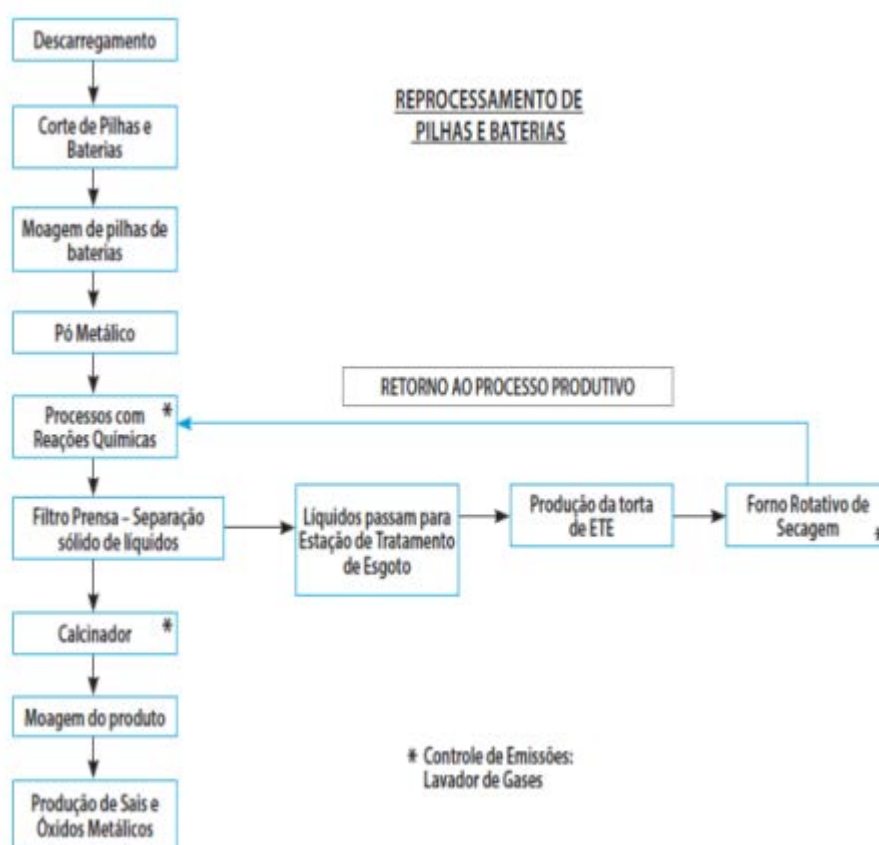 Descarregamento
REPROCESSAMENTO DE
PILHAS E BATERIAS
Corte de Pilhas e
Baterias
Moagem de pilhas de
baterias
Pó Metálico
RETORNO AO PROCESSO PRODUTIVO
Processos com *
Reações Químicas
Filtro Prensa – Separação
sólido de líquidos
Líquidos passam para
Estação de Tratamento
de Esgoto
Produção da torta
de ETE
Forno Rotativo de
Secagem *
Calcinador *
Moagem do produto
Produção de Sais e
Óxidos Metálicos
* Controle de Emissões:
Lavador de Gases